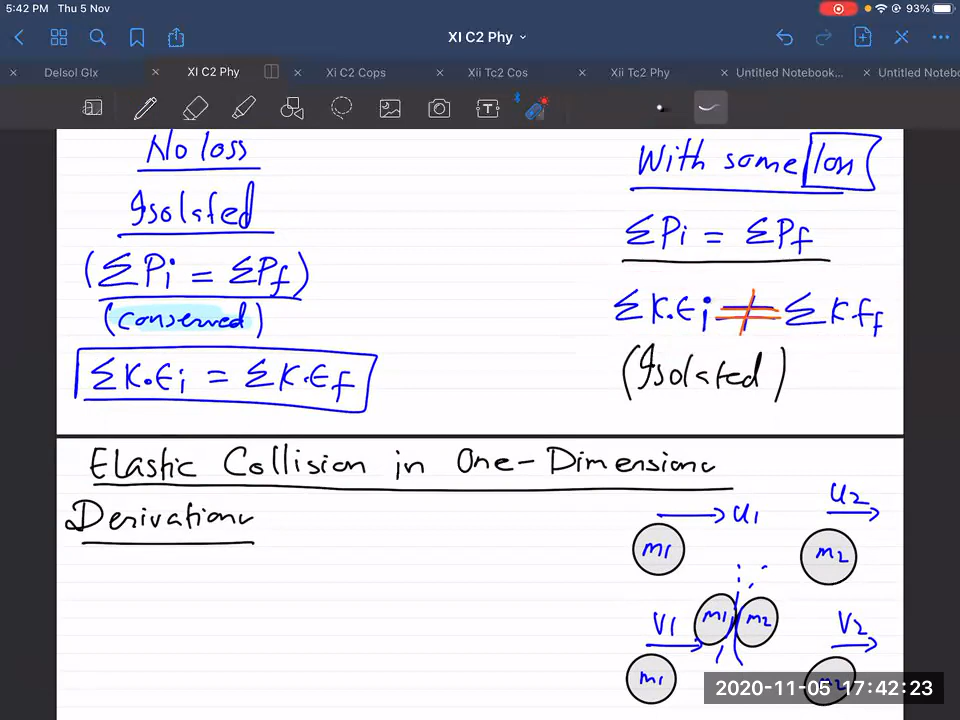 5:42 PM Thu 5 Nov
93%
XI C2 Phy
Delsol Glx
XI C2 Phy
Xi C2 Cops
Xii Tc2 Cos
Xii Tc2 Phy
Untitled Notebook...
Untitled Notebo
No loss
Isolated
(ΣPi = ΣPf)
(conserved)
ΣK.Ei = ΣK.Ef
With some loss
ΣPi = ΣPf
ΣK.Ei ≠ ΣK.Ef
(Isolated)
Elastic Collision in One-Dimension
Derivation
U1
U2
m1
m2
m1
m2
V1
V2
m1
m2
2020-11-05 17:42:23